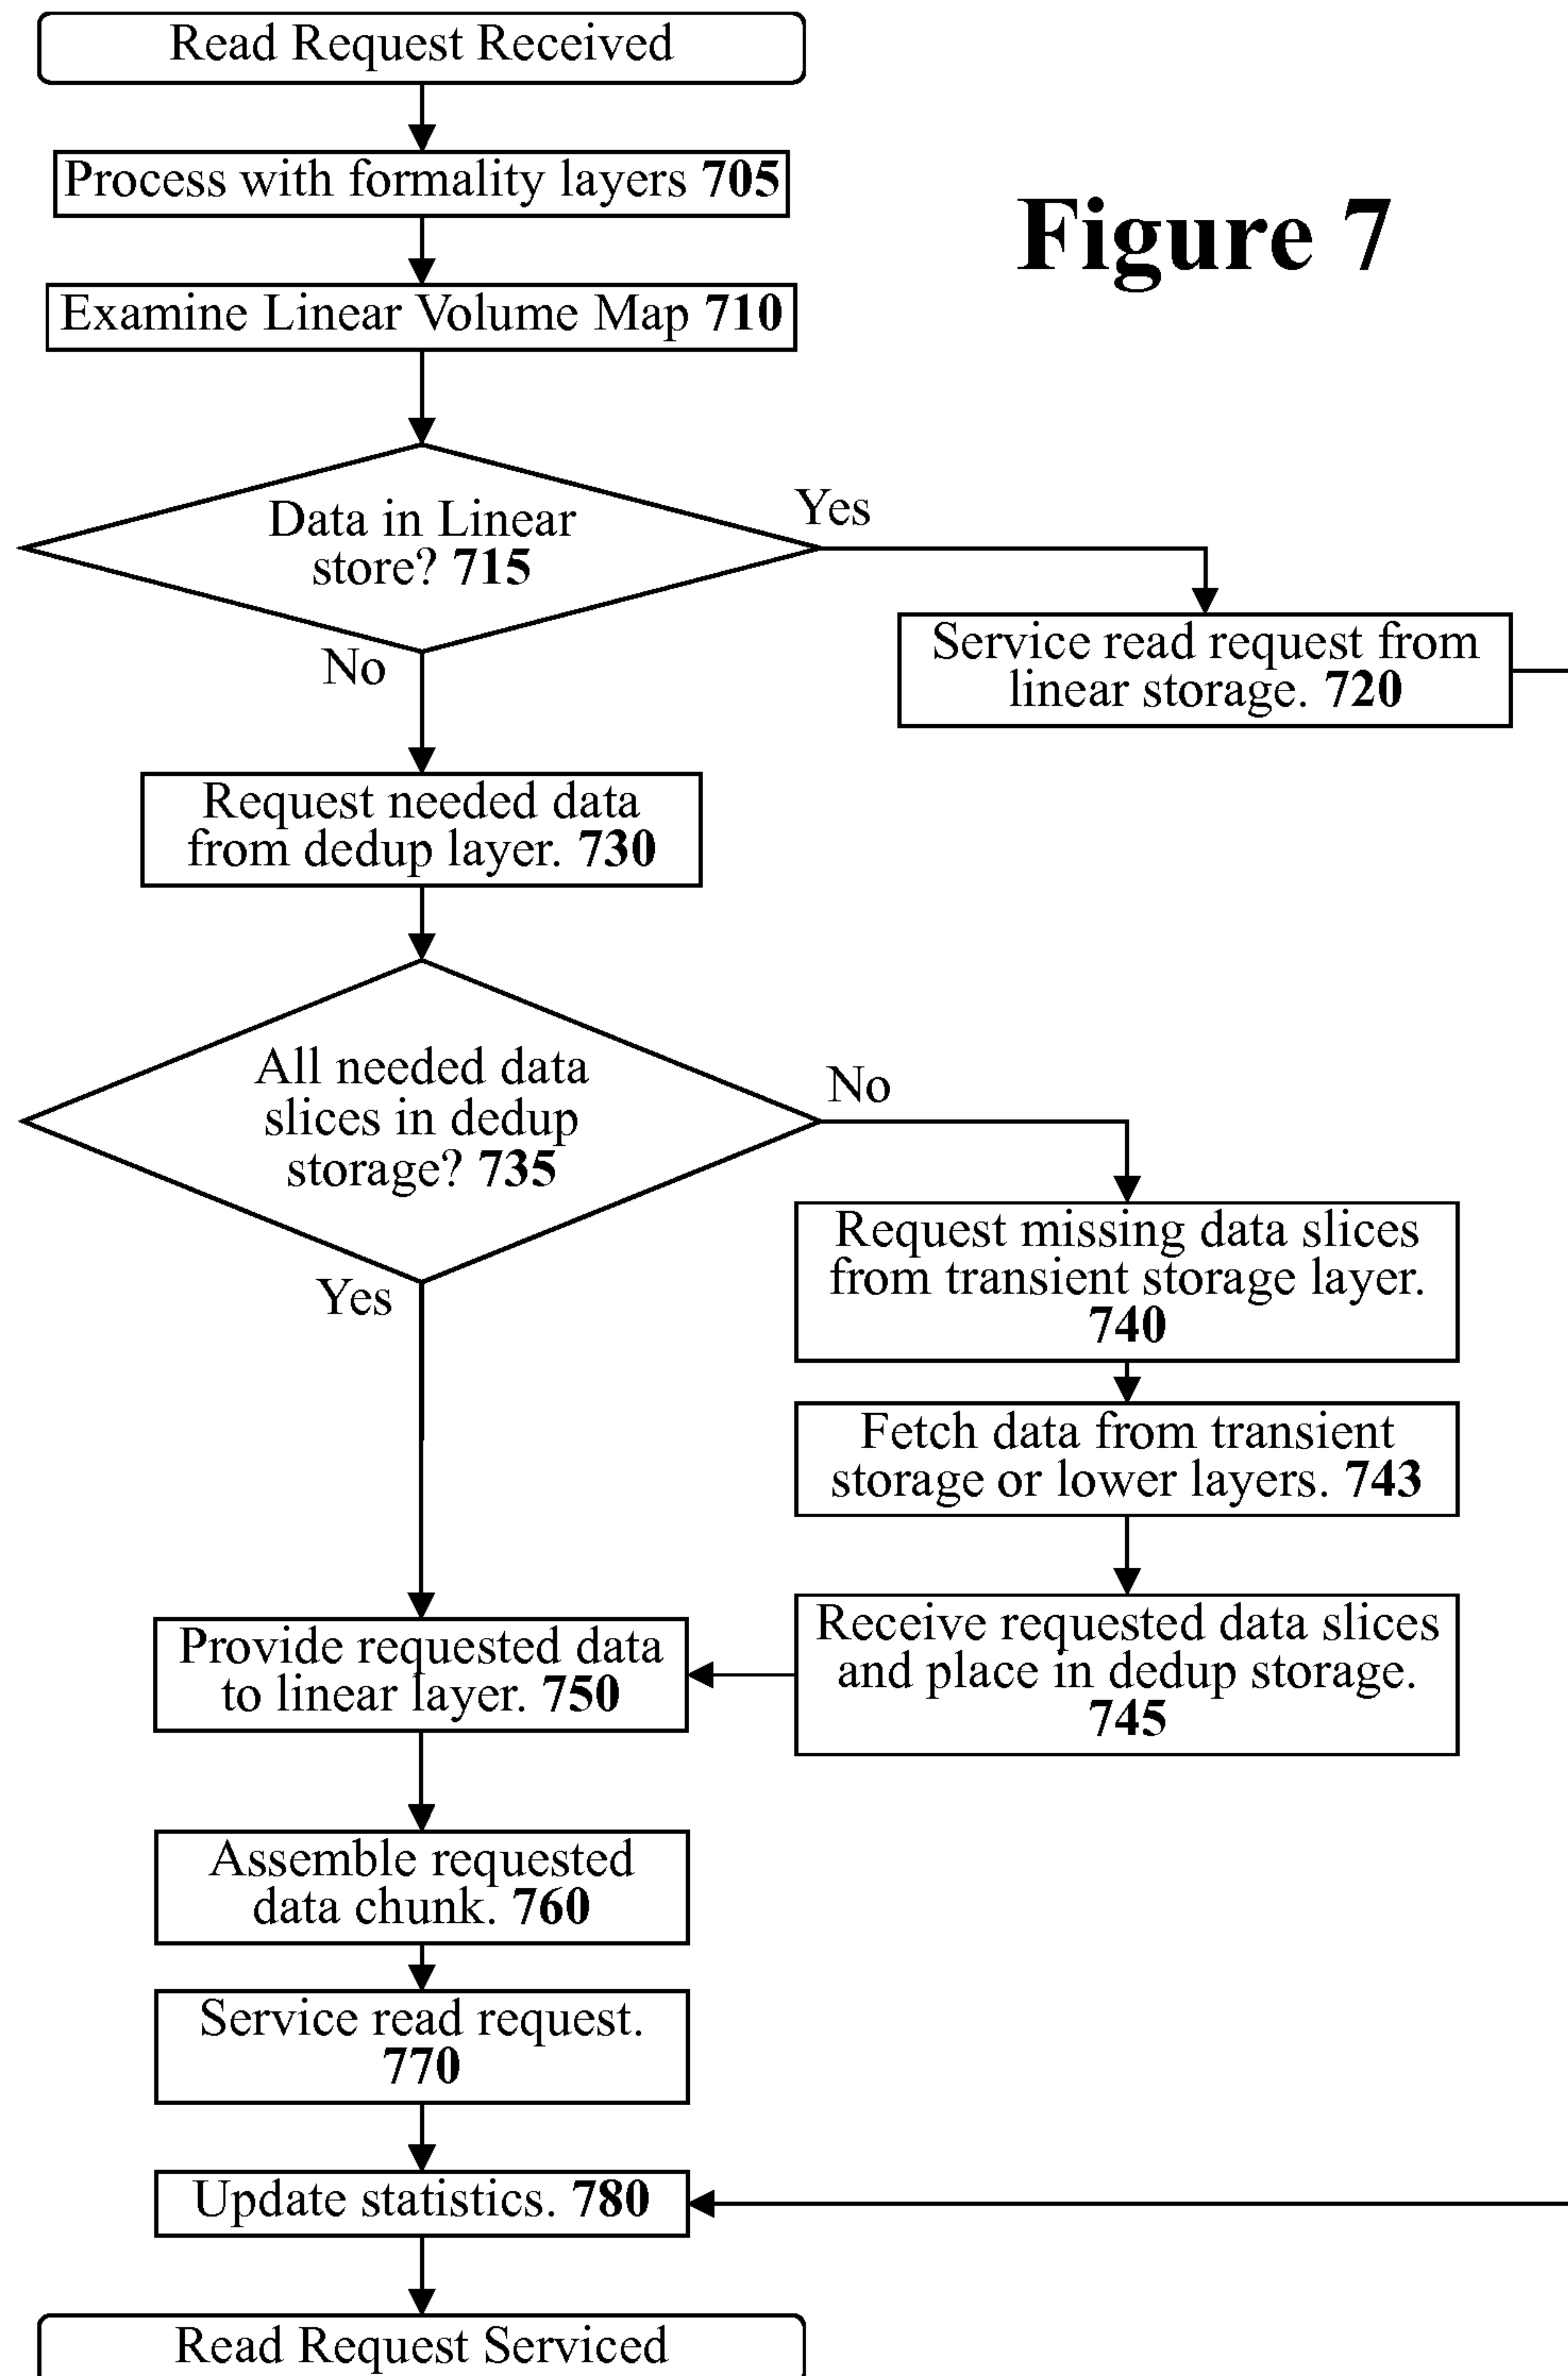 Read Request Received
Process with formality layers 705
Figure 7
Examine Linear Volume Map 710
Data in Linear
store? 715
Yes
No
Service read request from
linear storage. 720
Request needed data
from dedup layer. 730
All needed data
slices in dedup
storage? 735
No
Yes
Request missing data slices
from transient storage layer.
740
Fetch data from transient
storage or lower layers. 743
Receive requested data slices
and place in dedup storage.
745
Provide requested data
to linear layer. 750
Assemble requested
data chunk. 760
Service read request.
770
Update statistics. 780
Read Request Serviced